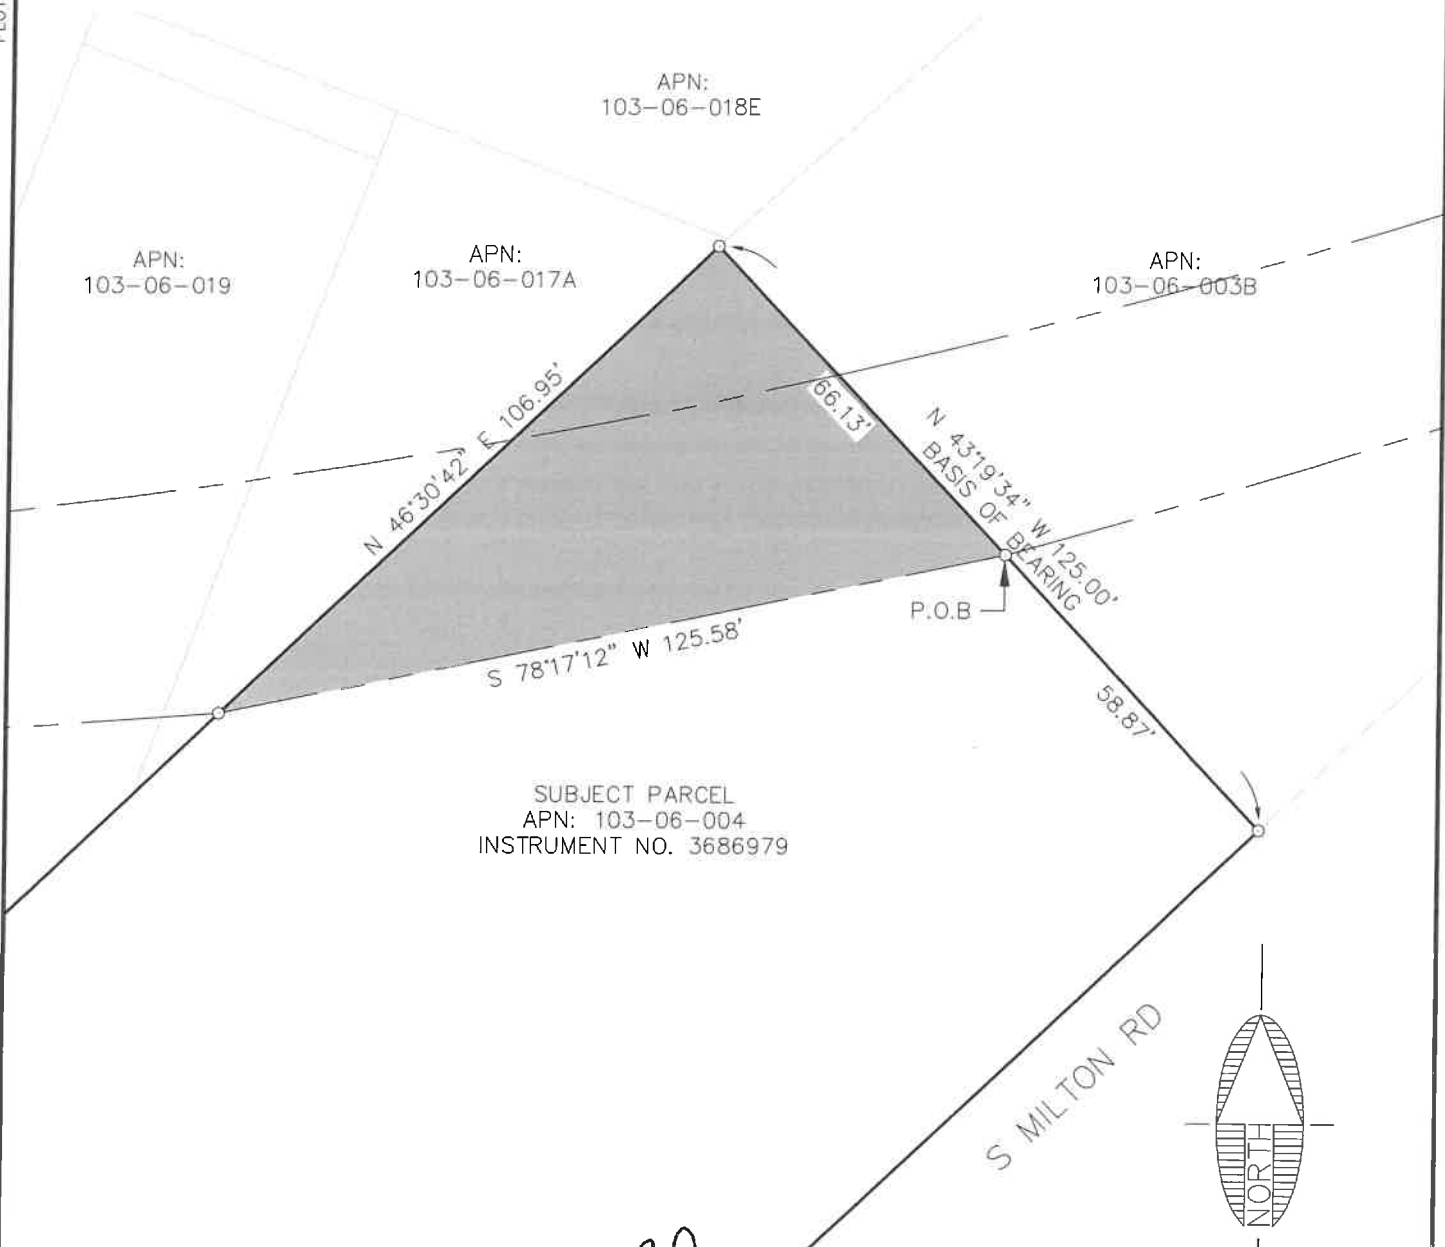 APN:
103-06-018E
APN:
103-06-019
APN:
103-06-017A
APN:
103-06-003B
N 46°30'42" E 106.95'
66.13'
N 43°19'34" W 125.00'
BASIS OF BEARING
P.O.B
S 78°17'12" W 125.58'
58.87'
SUBJECT PARCEL
APN: 103-06-004
INSTRUMENT NO. 3686979
S MILTON RD
NORTH